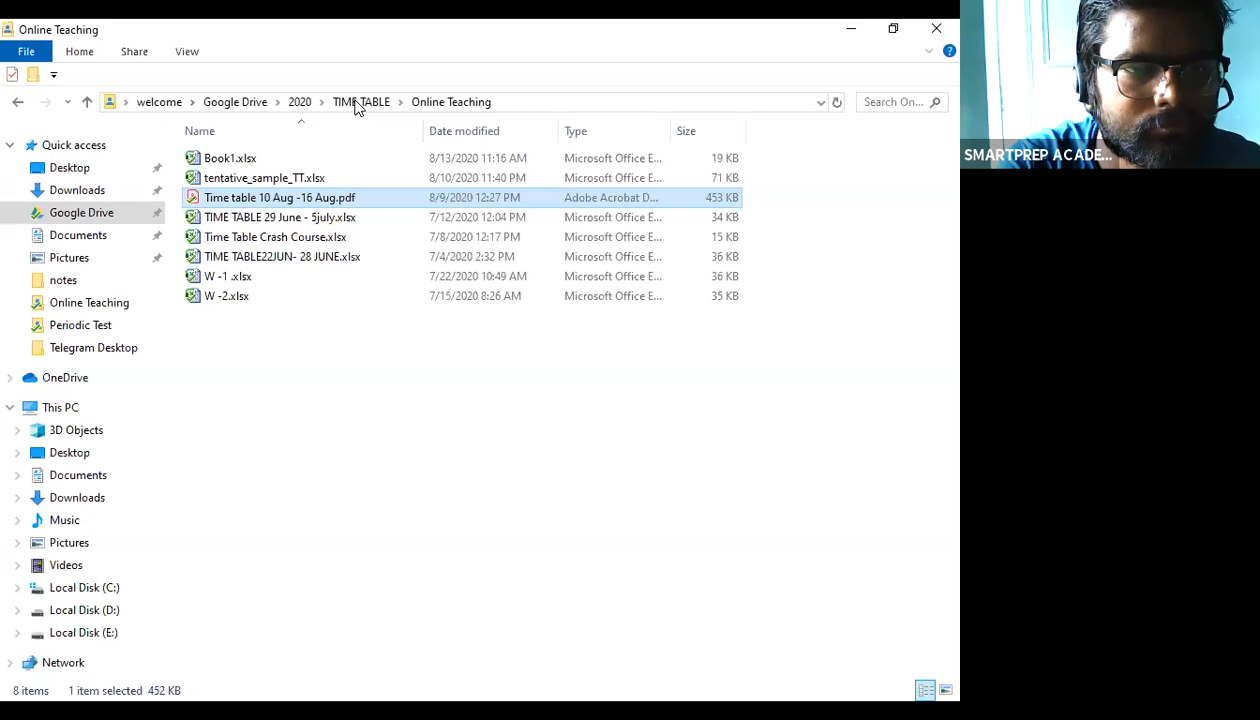 Online Teaching
File Home Share View
welcome Google Drive 2020 TIME TABLE Online Teaching
Search On...
Name Date modified Type Size
Book1.xlsx 8/13/2020 11:16 AM Microsoft Office E... 19 KB
tentative_sample_TT.xlsx 8/10/2020 11:40 PM Microsoft Office E... 71 KB
Time table 10 Aug -16 Aug.pdf 8/9/2020 12:27 PM Adobe Acrobat D... 453 KB
TIME TABLE 29 June - 5july.xlsx 7/12/2020 12:04 PM Microsoft Office E... 34 KB
Time Table Crash Course.xlsx 7/8/2020 12:17 PM Microsoft Office E... 15 KB
TIME TABLE22JUN- 28 JUNE.xlsx 7/4/2020 2:32 PM Microsoft Office E... 36 KB
W -1 .xlsx 7/22/2020 10:49 AM Microsoft Office E... 36 KB
W -2.xlsx 7/15/2020 8:26 AM Microsoft Office E... 35 KB
Quick access
Desktop
Downloads
Google Drive
Documents
Pictures
notes
Online Teaching
Periodic Test
Telegram Desktop
OneDrive
This PC
3D Objects
Desktop
Documents
Downloads
Music
Pictures
Videos
Local Disk (C:)
Local Disk (D:)
Local Disk (E:)
Network
8 items 1 item selected 452 KB
SMARTPREP ACADE...